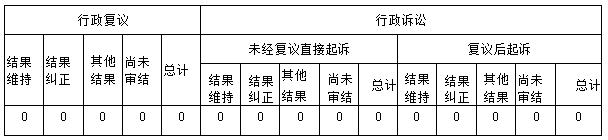 行政复议 行政诉讼
未经复议直接起诉 复议后起诉
结果维持 结果纠正 其他结果 尚未审结 总计 结果维持 结果纠正 其他结果 尚未审结 总计 结果维持 结果纠正 其他结果 尚未审结 总计
0 0 0 0 0 0 0 0 0 0 0 0 0 0 0